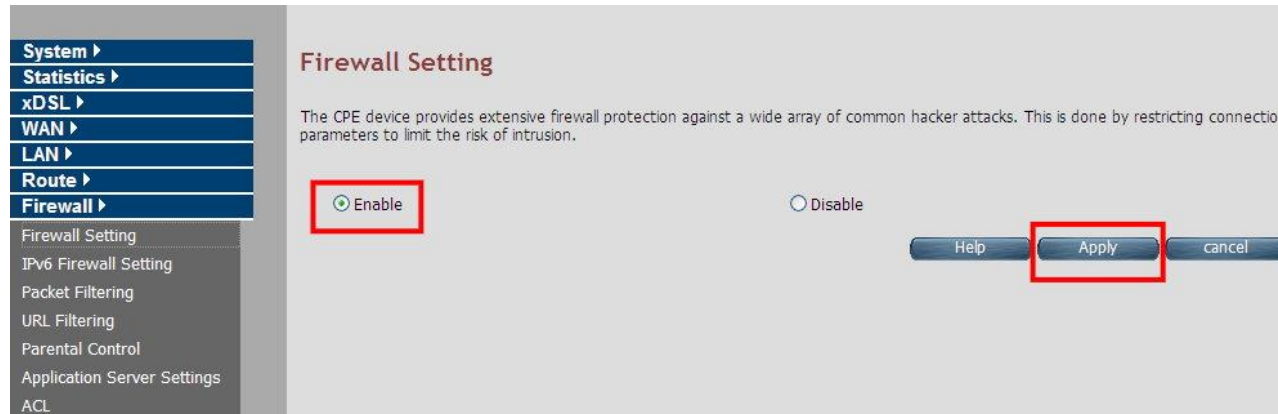 System
Statistics
xDSL
WAN
LAN
Route
Firewall
Firewall Setting
IPv6 Firewall Setting
Packet Filtering
URL Filtering
Parental Control
Application Server Settings
ACL
Firewall Setting
The CPE device provides extensive firewall protection against a wide array of common hacker attacks. This is done by restricting connectio
parameters to limit the risk of intrusion.
Enable Disable
Help Apply cancel